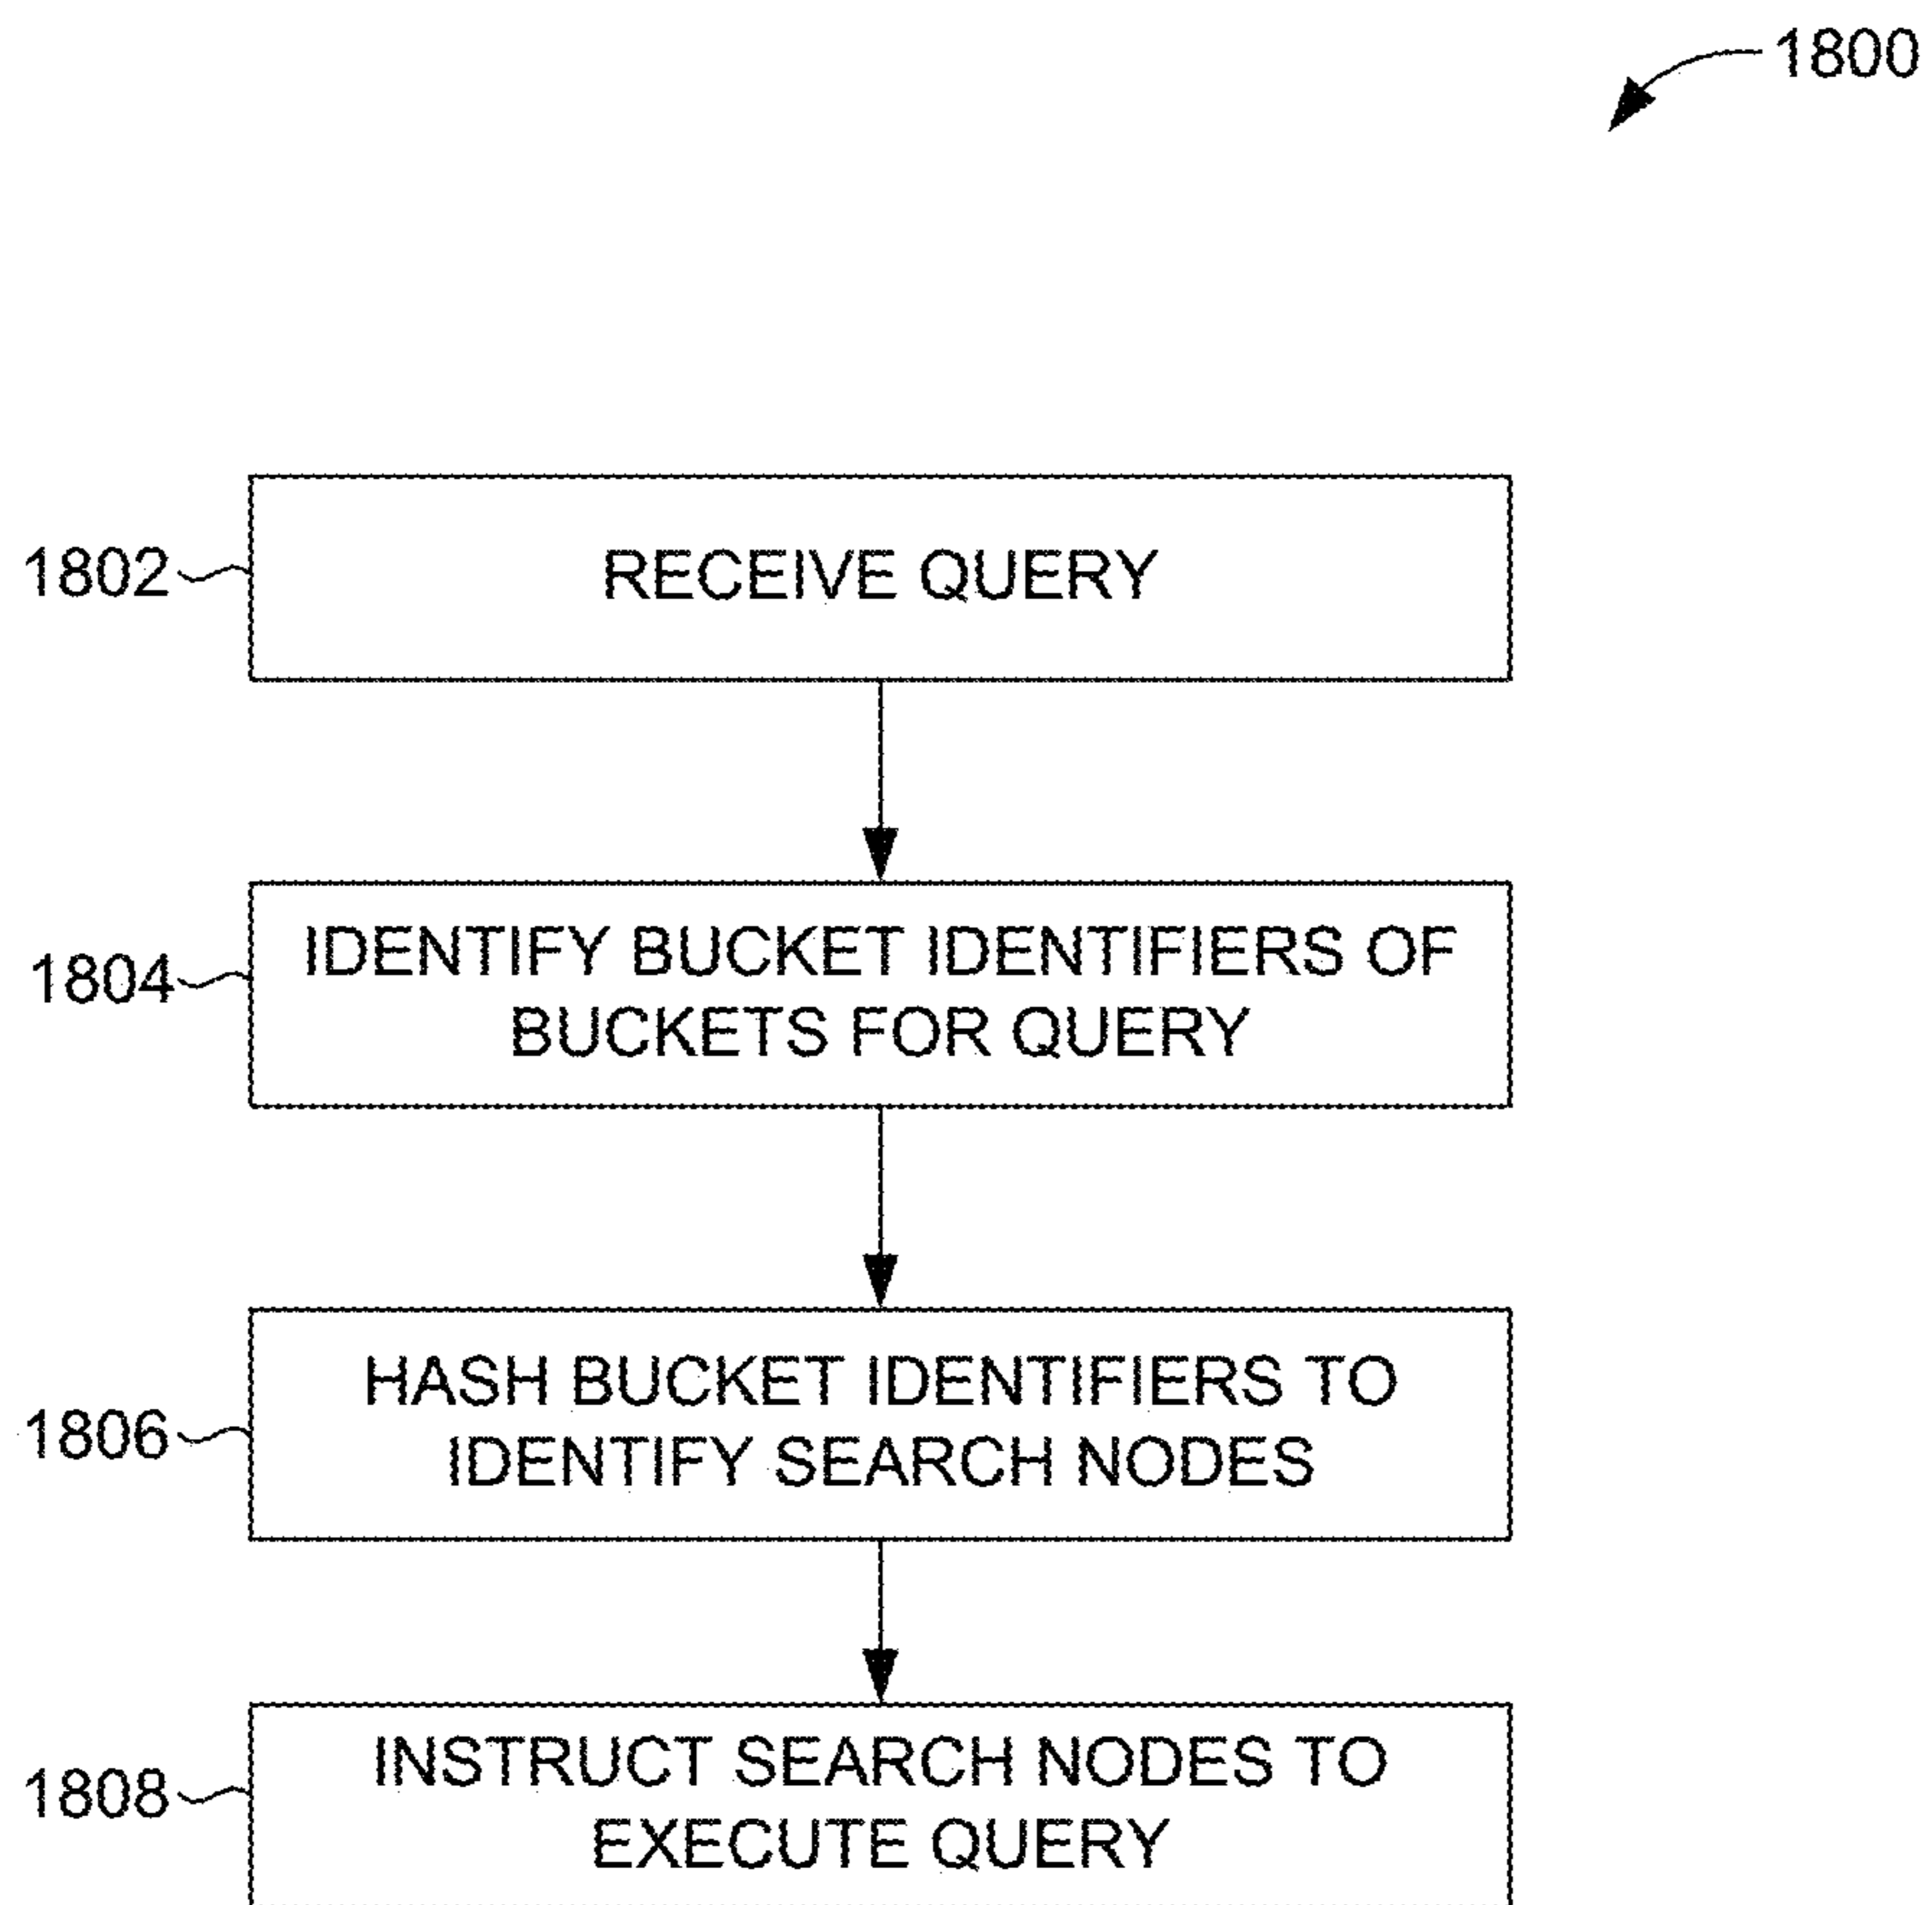 1800
1802
RECEIVE QUERY
1804
IDENTIFY BUCKET IDENTIFIERS OF
BUCKETS FOR QUERY
1806
HASH BUCKET IDENTIFIERS TO
IDENTIFY SEARCH NODES
1808
INSTRUCT SEARCH NODES TO
EXECUTE QUERY